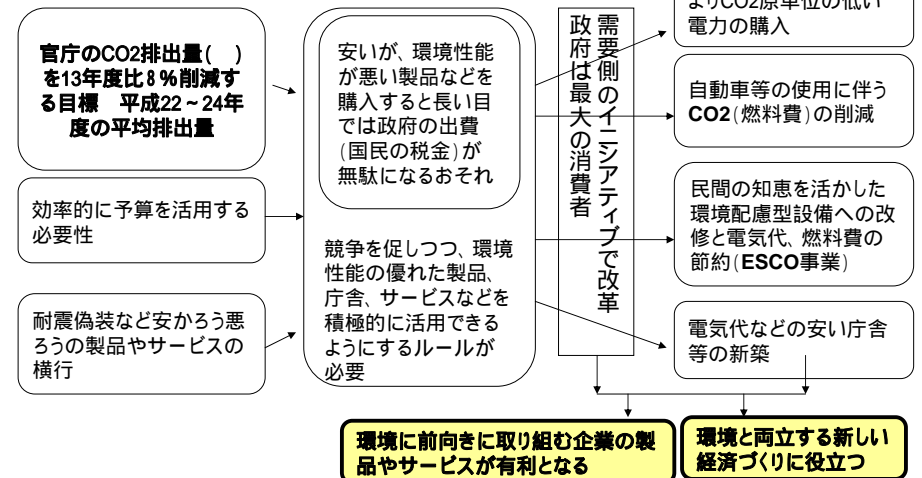 官庁のCO2排出量(　)
を13年度比8%削減す
る目標　平成22~24年
度の平均排出量
効率的に予算を活用する
必要性
耐震偽装など安かろう悪
ろうの製品やサービスの
横行
安いが、環境性能
が悪い製品などを
購入すると長い目
では政府の出費
(国民の税金)が
無駄になるおそれ
競争を促しつつ、環境
性能の優れた製品、
庁舎、サービスなどを
積極的に活用できる
ようにするルールが
必要
需要側のイニシアティブで改革
政府は最大の消費者
よりCO2原単位の低い
電力の購入
自動車等の使用に伴う
CO2(燃料費)の削減
民間の知恵を活かした
環境配慮型設備への改
修と電気代、燃料費の
節約(ESCO事業)
電気代などの安い庁舎
等の新築
環境に前向きに取り組む企業の製
品やサービスが有利となる
環境と両立する新しい
経済づくりに役立つ